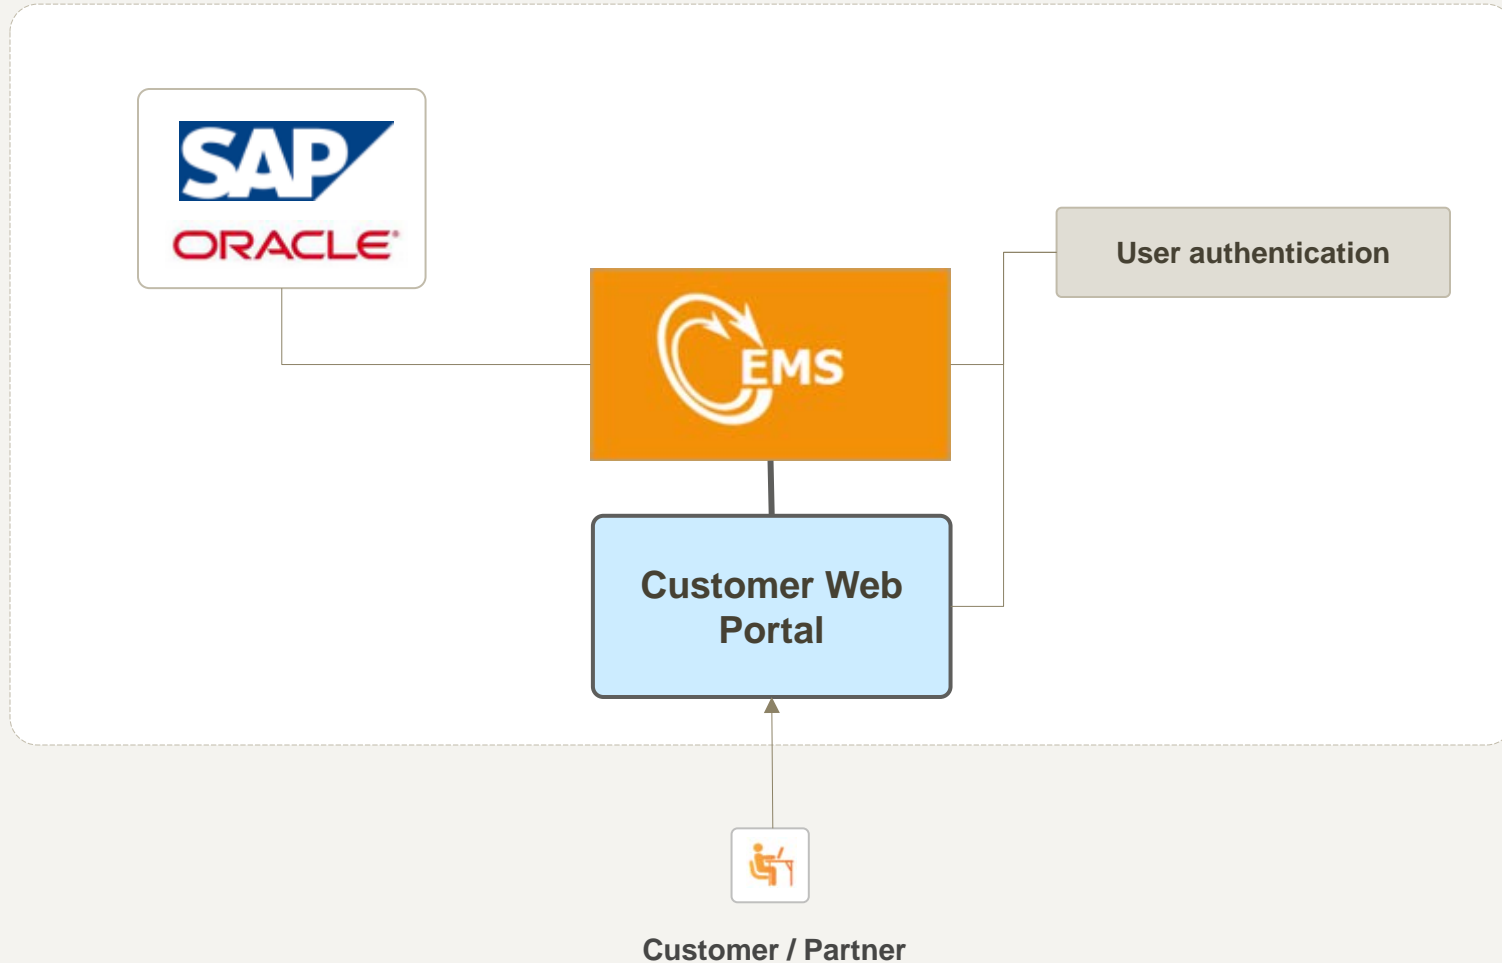 SAP
ORACLE®
User authentication
EMS
Customer Web
Portal
Customer / Partner